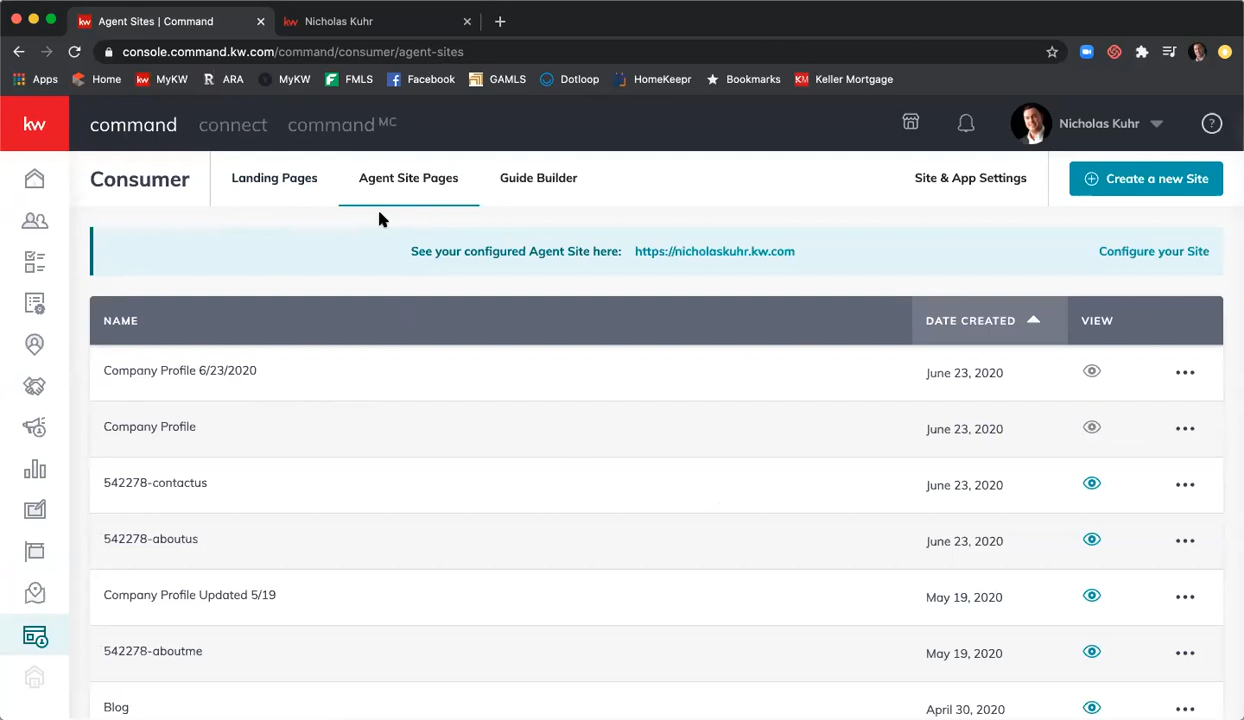 kw Agent Sites | Command
kw Nicholas Kuhr
console.command.kw.com/command/consumer/agent-sites
Apps Home kw MyKW R ARA MyKW FMLS Facebook GAMLS Dotloop HomeKeepr Bookmarks KM Keller Mortgage
kw command connect command MC Nicholas Kuhr ?
Consumer Landing Pages Agent Site Pages Guide Builder Site & App Settings Create a new Site
See your configured Agent Site here: https://nicholaskuhr.kw.com Configure your Site
NAME DATE CREATED VIEW
Company Profile 6/23/2020 June 23, 2020
Company Profile June 23, 2020
542278-contactus June 23, 2020
542278-aboutus June 23, 2020
Company Profile Updated 5/19 May 19, 2020
542278-aboutme May 19, 2020
Blog April 30, 2020